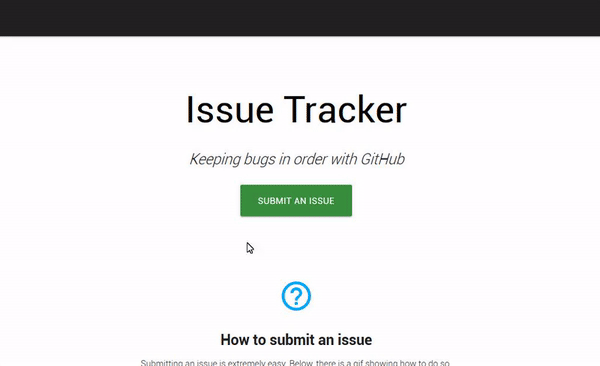 Issue Tracker
Keeping bugs in order with GitHub
SUBMIT AN ISSUE
How to submit an issue
Submitting an issue is extremely easy. Below, there is a gif showing how to do so.